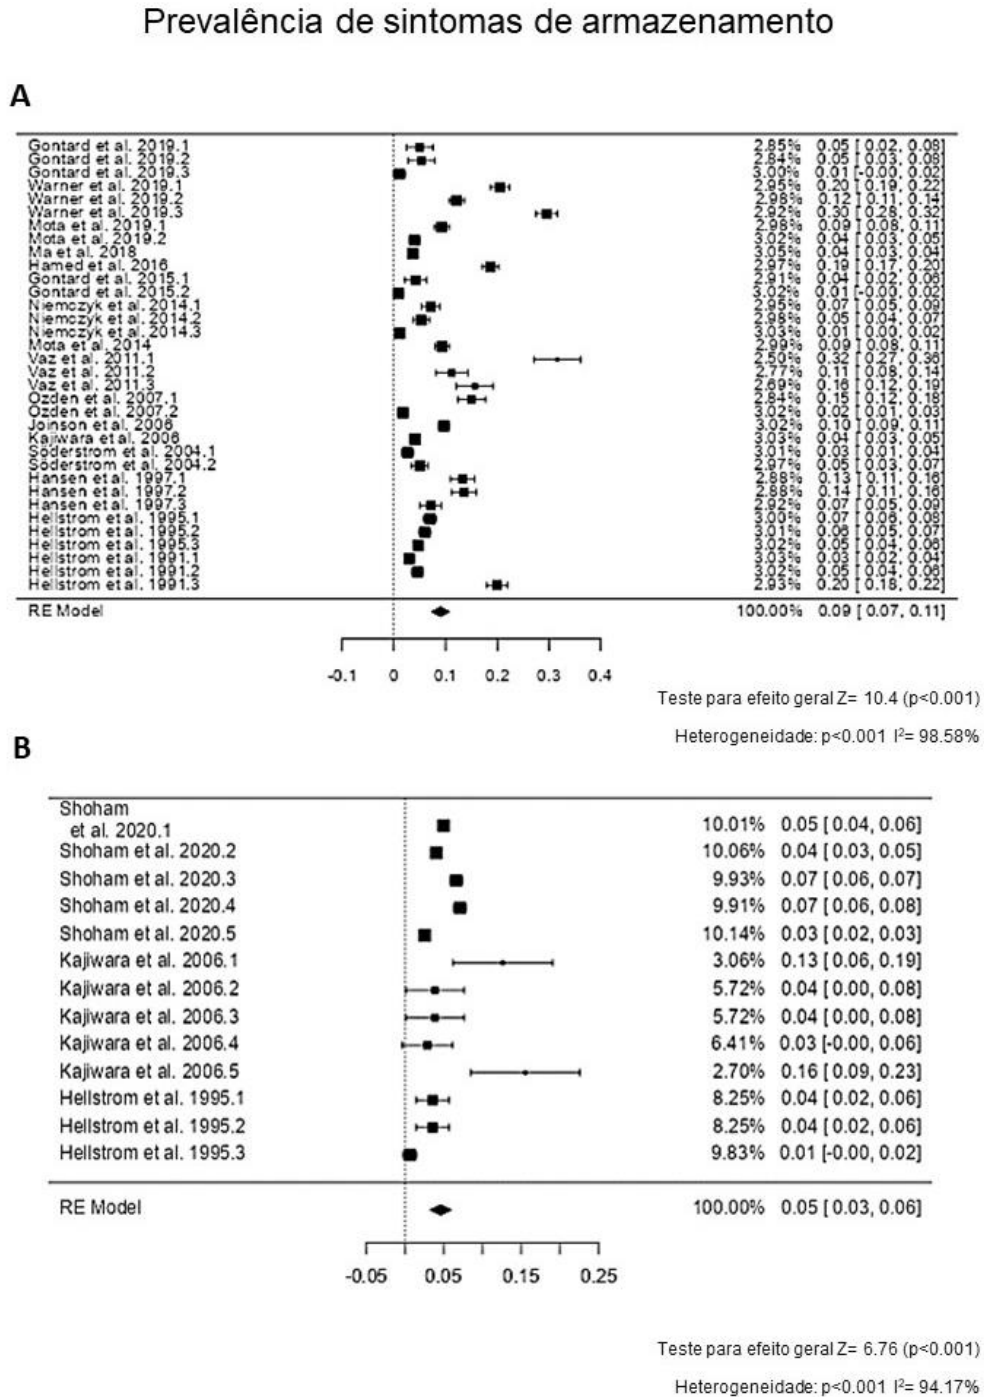 Prevalência de sintomas de armazenamento
A
Gontard et al. 2019.1 2.85% 0.05 [ 0.02, 0.08]
Gontard et al. 2019.2 2.84% 0.05 [ 0.03, 0.08]
Gontard et al. 2019.3 3.00% 0.01 [-0.00, 0.02]
Warner et al. 2019.1 2.95% 0.20 [ 0.19, 0.22]
Warner et al. 2019.2 2.98% 0.12 [ 0.11, 0.14]
Warner et al. 2019.3 2.92% 0.30 [ 0.28, 0.32]
Mota et al. 2019.1 2.98% 0.09 [ 0.08, 0.11]
Mota et al. 2019.2 3.02% 0.04 [ 0.03, 0.05]
Ma et al. 2018 3.05% 0.04 [ 0.03, 0.04]
Hamed et al. 2016 2.97% 0.19 [ 0.17, 0.20]
Gontard et al. 2015.1 2.91% 0.04 [ 0.02, 0.06]
Gontard et al. 2015.2 3.02% 0.01 [-0.00, 0.02]
Niemczyk et al. 2014.1 2.95% 0.07 [ 0.05, 0.09]
Niemczyk et al. 2014.2 2.98% 0.05 [ 0.04, 0.07]
Niemczyk et al. 2014.3 3.03% 0.01 [ 0.00, 0.02]
Mota et al. 2014 2.99% 0.09 [ 0.08, 0.11]
Vaz et al. 2011.1 2.50% 0.32 [ 0.27, 0.36]
Vaz et al. 2011.2 2.77% 0.11 [ 0.08, 0.14]
Vaz et al. 2011.3 2.69% 0.16 [ 0.12, 0.19]
Ozden et al. 2007.1 2.84% 0.15 [ 0.12, 0.18]
Ozden et al. 2007.2 3.02% 0.02 [ 0.01, 0.03]
Joinson et al. 2006 3.02% 0.10 [ 0.09, 0.11]
Kajiwara et al. 2006 3.03% 0.04 [ 0.03, 0.05]
Söderstrom et al. 2004.1 3.01% 0.03 [ 0.01, 0.04]
Söderstrom et al. 2004.2 2.97% 0.05 [ 0.03, 0.07]
Hansen et al. 1997.1 2.88% 0.13 [ 0.11, 0.16]
Hansen et al. 1997.2 2.88% 0.14 [ 0.11, 0.16]
Hansen et al. 1997.3 2.92% 0.07 [ 0.05, 0.09]
Hellstrom et al. 1995.1 3.00% 0.07 [ 0.06, 0.08]
Hellstrom et al. 1995.2 3.01% 0.06 [ 0.05, 0.07]
Hellstrom et al. 1995.3 3.02% 0.05 [ 0.04, 0.06]
Hellstrom et al. 1991.1 3.03% 0.03 [ 0.02, 0.04]
Hellstrom et al. 1991.2 3.02% 0.05 [ 0.04, 0.06]
Hellstrom et al. 1991.3 2.93% 0.20 [ 0.18, 0.22]
RE Model 100.00% 0.09 [ 0.07, 0.11]
-0.1 0 0.1 0.2 0.3 0.4
Teste para efeito geral Z= 10.4 (p<0.001)
Heterogeneidade: p<0.001 I²= 98.58%
B
Shoham
et al. 2020.1 10.01% 0.05 [ 0.04, 0.06]
Shoham et al. 2020.2 10.06% 0.04 [ 0.03, 0.05]
Shoham et al. 2020.3 9.93% 0.07 [ 0.06, 0.07]
Shoham et al. 2020.4 9.91% 0.07 [ 0.06, 0.08]
Shoham et al. 2020.5 10.14% 0.03 [ 0.02, 0.03]
Kajiwara et al. 2006.1 3.06% 0.13 [ 0.06, 0.19]
Kajiwara et al. 2006.2 5.72% 0.04 [ 0.00, 0.08]
Kajiwara et al. 2006.3 5.72% 0.04 [ 0.00, 0.08]
Kajiwara et al. 2006.4 6.41% 0.03 [-0.00, 0.06]
Kajiwara et al. 2006.5 2.70% 0.16 [ 0.09, 0.23]
Hellstrom et al. 1995.1 8.25% 0.04 [ 0.02, 0.06]
Hellstrom et al. 1995.2 8.25% 0.04 [ 0.02, 0.06]
Hellstrom et al. 1995.3 9.83% 0.01 [-0.00, 0.02]
RE Model 100.00% 0.05 [ 0.03, 0.06]
-0.05 0.05 0.15 0.25
Teste para efeito geral Z= 6.76 (p<0.001)
Heterogeneidade: p<0.001 I²= 94.17%